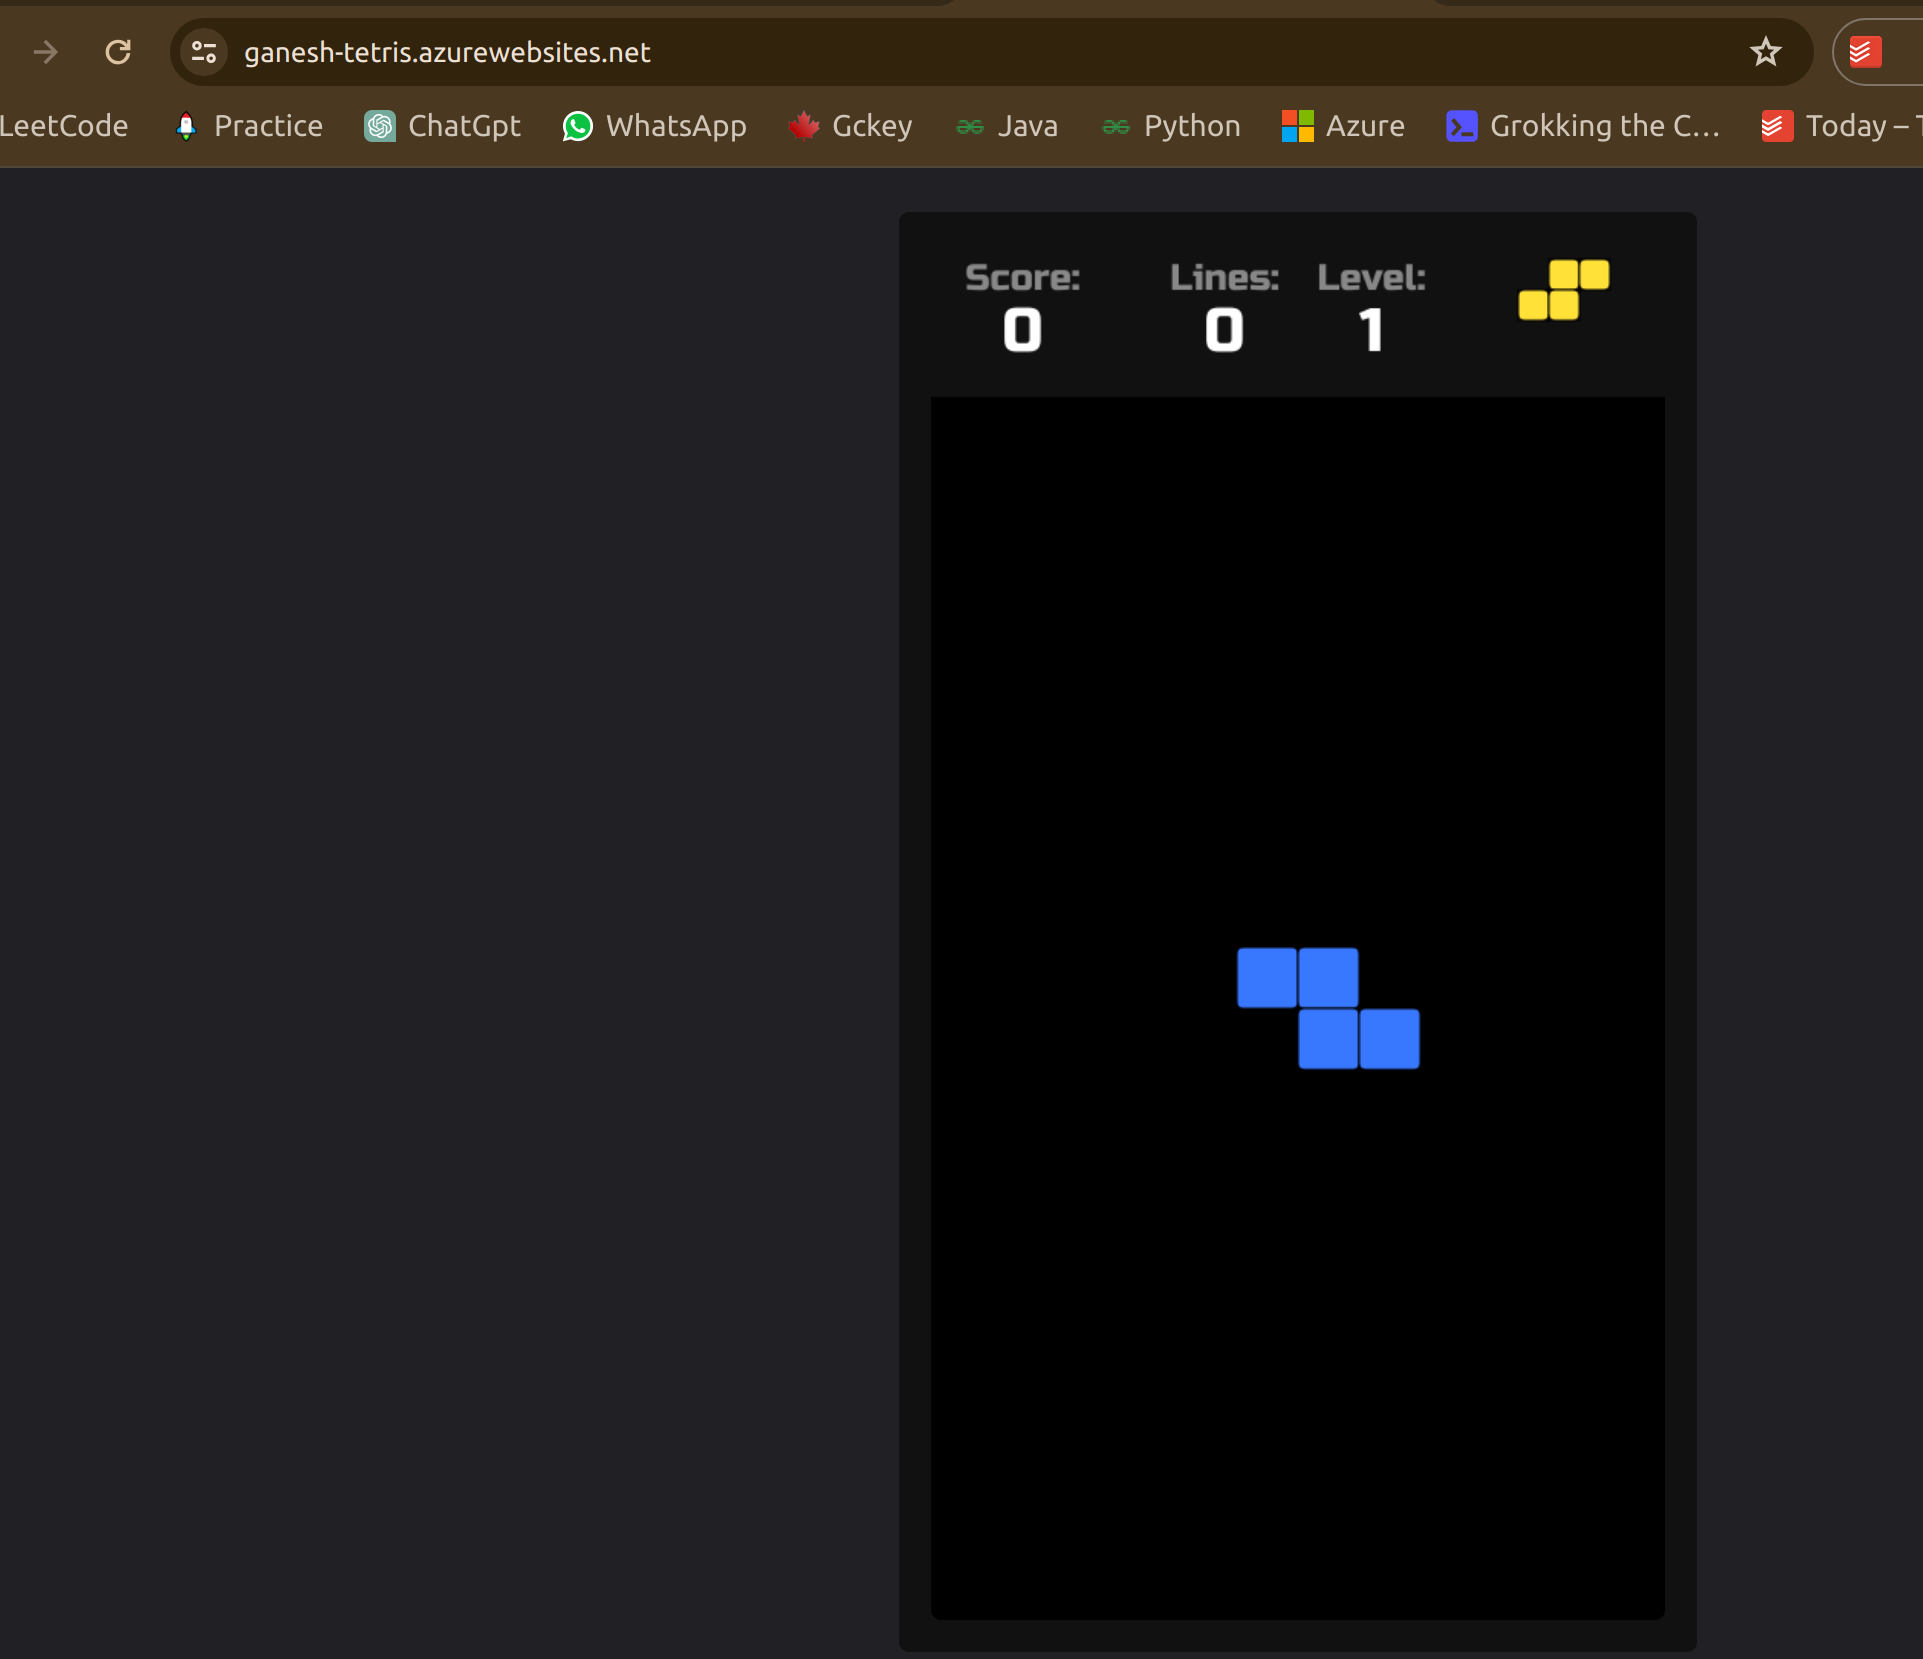 ganesh-tetris.azurewebsites.net
LeetCode Practice ChatGpt WhatsApp Gckey Java Python Azure Grokking the C... Today –
Score: Lines: Level:
0 0 1